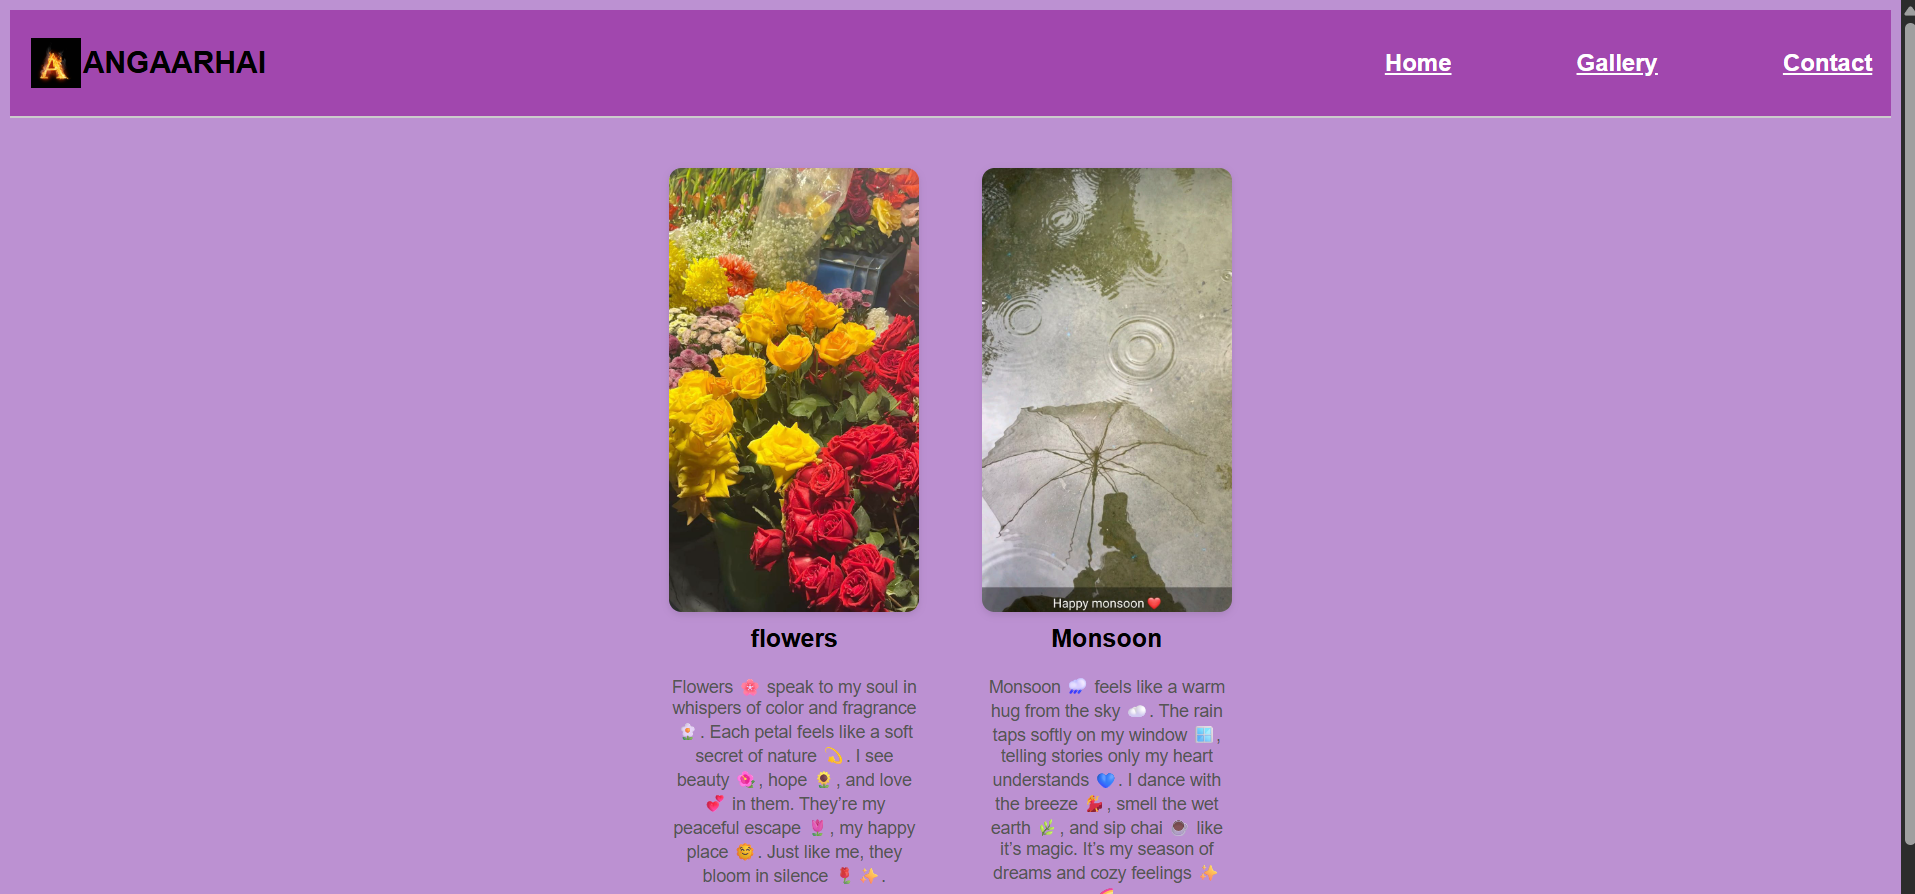 A ANGAARHAI
Home Gallery Contact
Happy monsoon ❤️
flowers
Flowers 🌸 speak to my soul in
whispers of color and fragrance
🌼. Each petal feels like a soft
secret of nature 💫. I see
beauty 🌺, hope 🌻, and love
💕 in them. They’re my
peaceful escape 🌷, my happy
place 😊. Just like me, they
bloom in silence 🌹✨.
Monsoon
Monsoon 🌧️ feels like a warm
hug from the sky ☁️. The rain
taps softly on my window 🪟,
telling stories only my heart
understands 💙. I dance with
the breeze 💃, smell the wet
earth 🌿, and sip chai ☕ like
it’s magic. It’s my season of
dreams and cozy feelings ✨